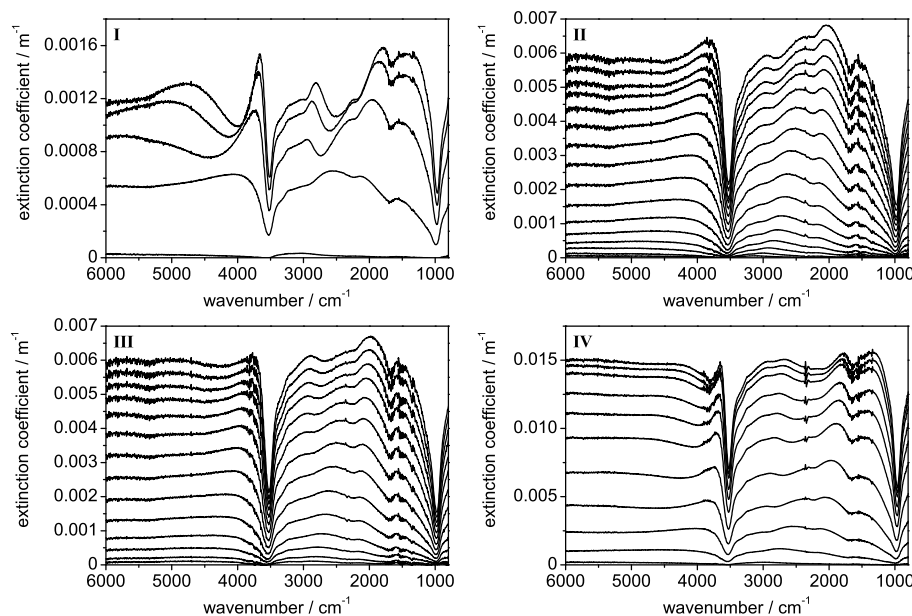 I
extinction coefficient / m⁻¹
0.0016
0.0012
0.0008
0.0004
0
6000 5000 4000 3000 2000 1000
wavenumber / cm⁻¹
II
extinction coefficient / m⁻¹
0.007
0.006
0.005
0.004
0.003
0.002
0.001
0
6000 5000 4000 3000 2000 1000
wavenumber / cm⁻¹
III
extinction coefficient / m⁻¹
0.007
0.006
0.005
0.004
0.003
0.002
0.001
0
6000 5000 4000 3000 2000 1000
wavenumber / cm⁻¹
IV
extinction coefficient / m⁻¹
0.015
0.010
0.005
0
6000 5000 4000 3000 2000 1000
wavenumber / cm⁻¹